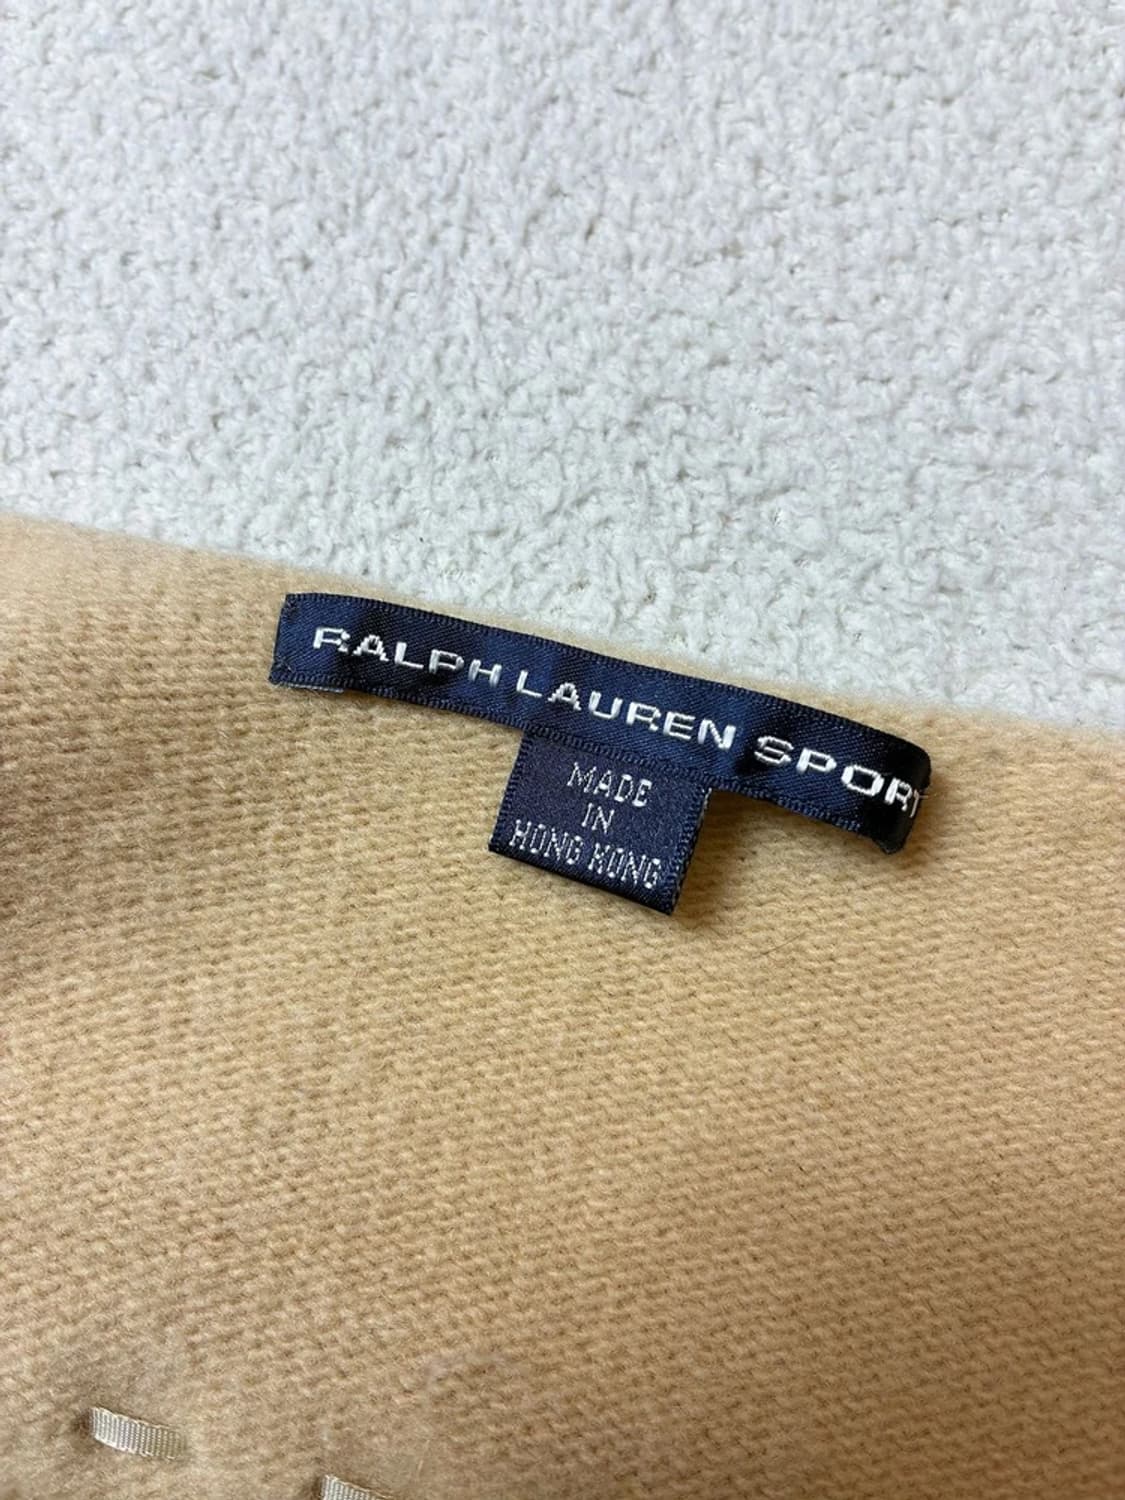 RALPH LAUREN SPORT
MADE
IN
HONG KONG